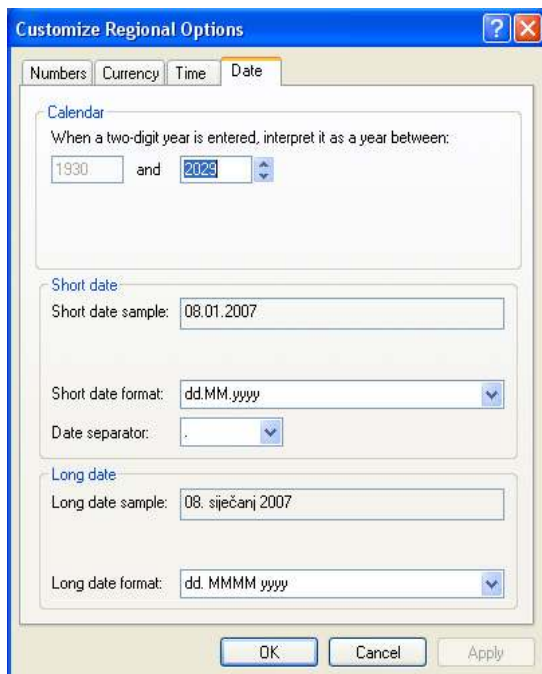 Customize Regional Options
Numbers Currency Time Date
Calendar
When a two-digit year is entered, interpret it as a year between:
1930 and 2029
Short date
Short date sample: 08.01.2007
Short date format: dd.MM.yyyy
Date separator: .
Long date
Long date sample: 08. siječanj 2007
Long date format: dd. MMMM yyyy
OK Cancel Apply